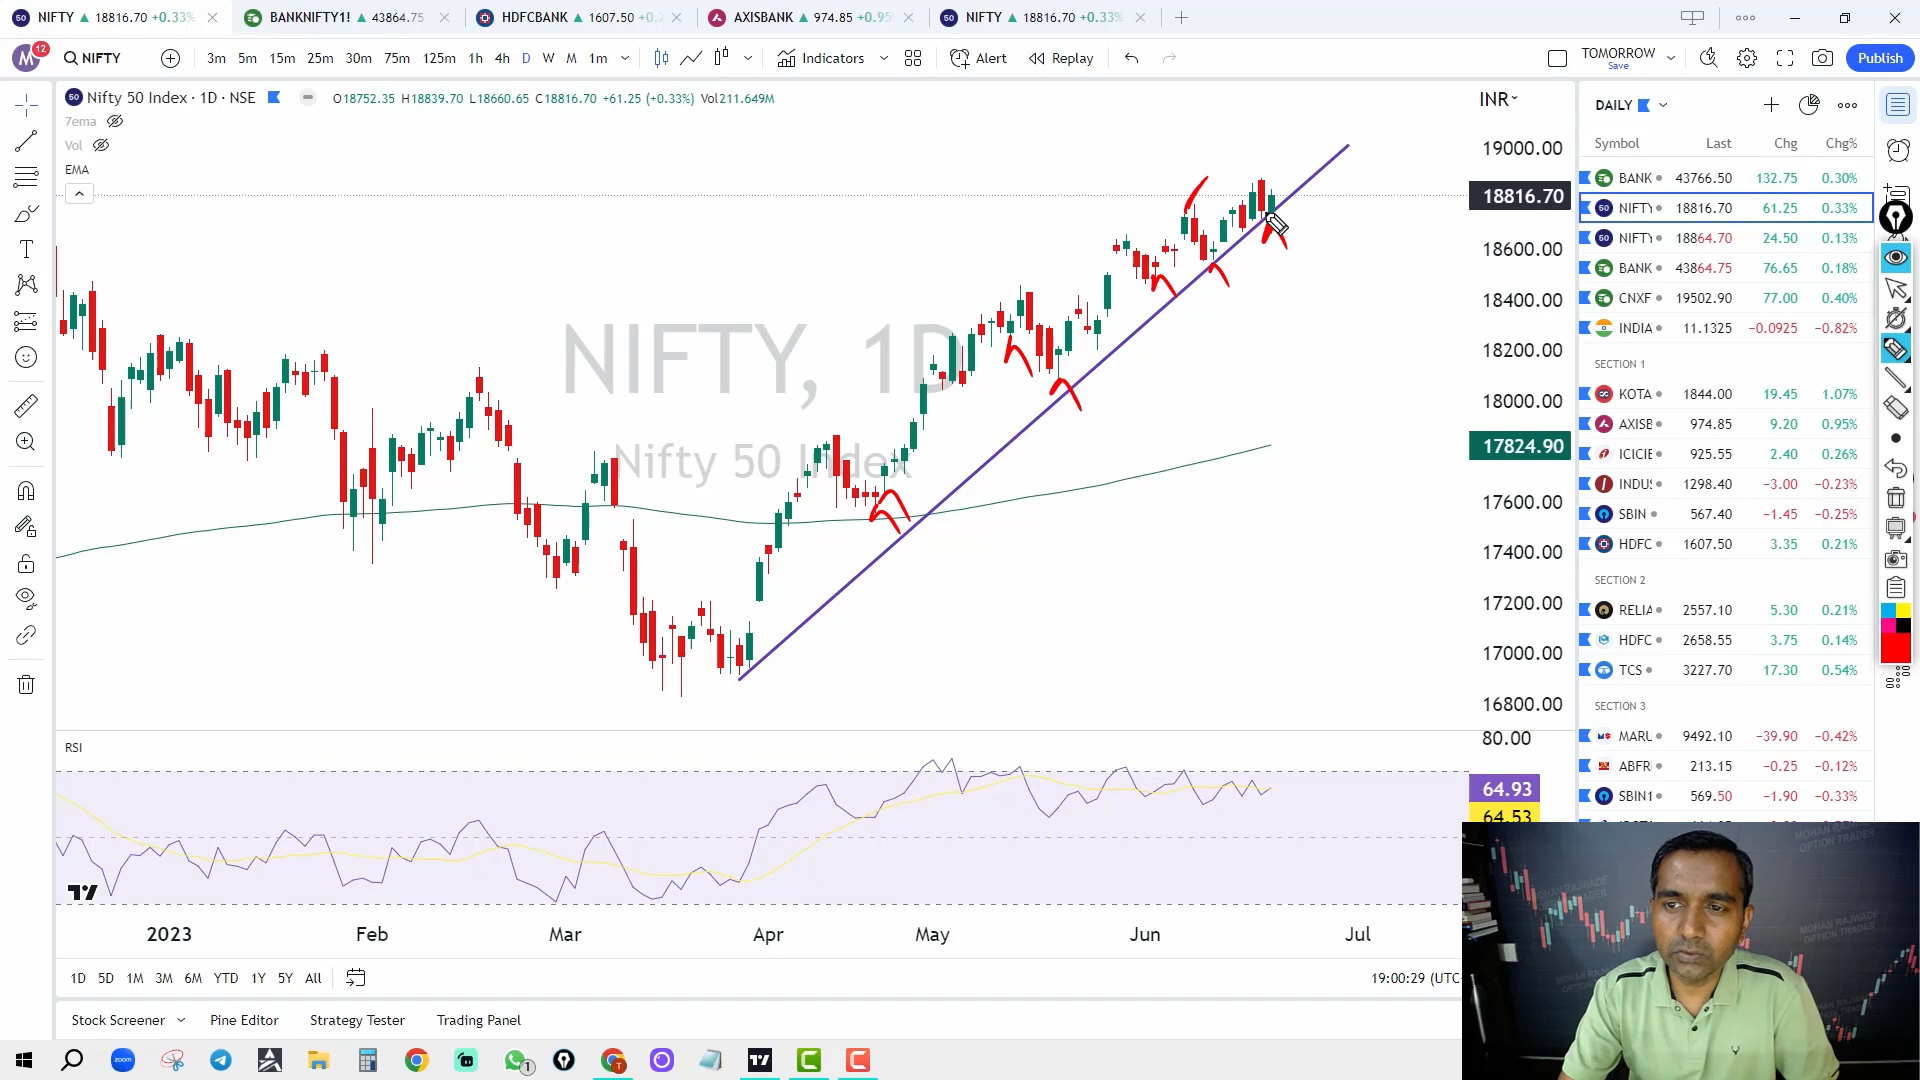 NIFTY ▲ 18816.70 +0.33% BANKNIFTY1! ▲ 43864.75 HDFCBANK ▲ 1607.50 AXISBANK ▲ 974.85 +0.95 NIFTY ▲ 18816.70 +0.33%
M 12 NIFTY 3m 5m 15m 25m 30m 75m 125m 1h 4h D W M 1m Indicators Alert Replay TOMORROW Save Publish
Nifty 50 Index · 1D · NSE O18752.35 H18839.70 L18660.65 C18816.70 +61.25 (+0.33%) Vol211.649M INR
7ema
Vol
EMA
NIFTY, 1D
Nifty 50 Index
19000.00
18816.70
18600.00
18400.00
18200.00
18000.00
17824.90
17600.00
17400.00
17200.00
17000.00
16800.00
RSI
80.00
64.93
64.53
2023 Feb Mar Apr May Jun Jul
1D 5D 1M 3M 6M YTD 1Y 5Y All 19:00:29 (UTC
Stock Screener Pine Editor Strategy Tester Trading Panel
DAILY
Symbol Last Chg Chg%
BANK 43766.50 132.75 0.30%
NIFTY 18816.70 61.25 0.33%
NIFTY 18864.70 24.50 0.13%
BANK 43864.75 76.65 0.18%
CNXF 19502.90 77.00 0.40%
INDIA 11.1325 −0.0925 −0.82%
SECTION 1
KOTA 1844.00 19.45 1.07%
AXISB 974.85 9.20 0.95%
ICICIE 925.55 2.40 0.26%
INDUS 1298.40 −3.00 −0.23%
SBIN 567.40 −1.45 −0.25%
HDFC 1607.50 3.35 0.21%
SECTION 2
RELIA 2557.10 5.30 0.21%
HDFC 2658.55 3.75 0.14%
TCS 3227.70 17.30 0.54%
SECTION 3
MARU 9492.10 −39.90 −0.42%
ABFR 213.15 −0.25 −0.12%
SBIN1 569.50 −1.90 −0.33%
MOHAN RAJWADE
OPTION TRADER
zoom